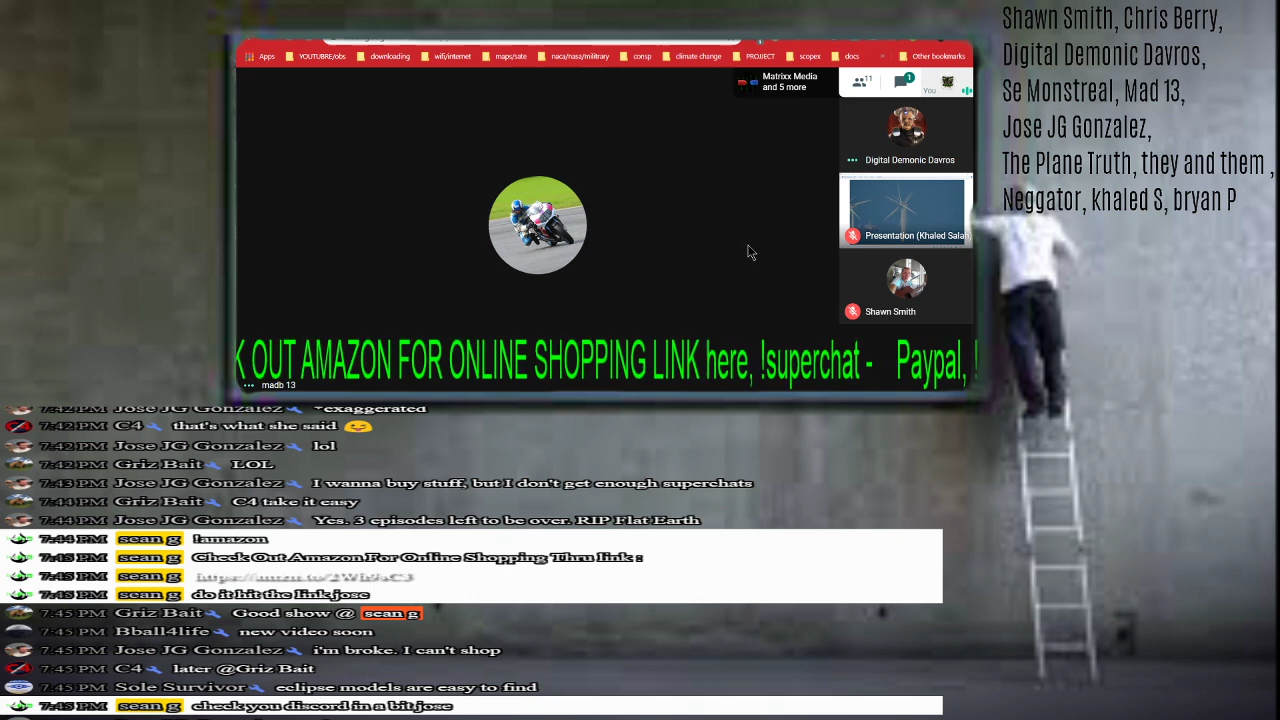 Shawn Smith, Chris Berry,
Digital Demonic Davros,
Se Monstreal, Mad 13,
Jose JG Gonzalez,
The Plane Truth, they and them ,
Neggator, khaled S, bryan P
Apps YOUTUBRE/obs downloading wifi/internet maps/sate naca/nasa/militrary consp climate change PROJECT scopex docs Other bookmarks
Matrixx Media
and 5 more
11 1 You
Digital Demonic Davros
Presentation (Khaled Salah
Shawn Smith
K OUT AMAZON FOR ONLINE SHOPPING LINK here, !superchat - Paypal, !
madb 13
7:42 PM Jose JG Gonzalez *exaggerated
7:42 PM C4 that's what she said
7:42 PM Jose JG Gonzalez lol
7:42 PM Griz Bait LOL
7:43 PM Jose JG Gonzalez I wanna buy stuff, but I don't get enough superchats
7:44 PM Griz Bait C4 take it easy
7:44 PM Jose JG Gonzalez Yes. 3 episodes left to be over. RIP Flat Earth
7:44 PM sean g !amazon
7:45 PM sean g Check Out Amazon For Online Shopping Thru link :
7:45 PM sean g
7:45 PM sean g do it hit the link jose
7:45 PM Griz Bait Good show @ sean g
7:45 PM Bball4life new video soon
7:45 PM Jose JG Gonzalez i'm broke. I can't shop
7:45 PM C4 later @Griz Bait
7:45 PM Sole Survivor eclipse models are easy to find
7:45 PM sean g check you discord in a bit jose